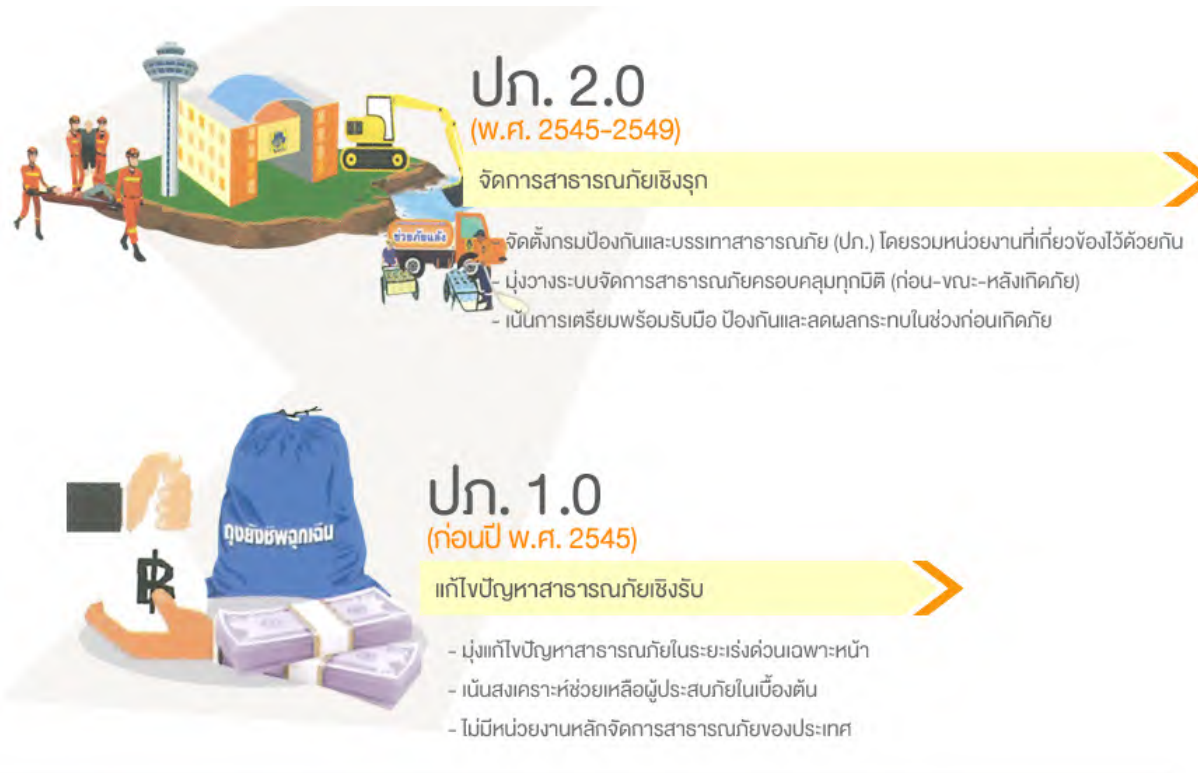 ปภ. 2.0
(พ.ศ. 2545-2549)
จัดการสาธารณภัยเชิงรุก
ช่วยภัยแล้ง
- จัดตั้งกรมป้องกันและบรรเทาสาธารณภัย (ปภ.) โดยรวมหน่วยงานที่เกี่ยวข้องไว้ด้วยกัน
- มุ่งวางระบบจัดการสาธารณภัยครอบคลุมทุกมิติ (ก่อน-ขณะ-หลังเกิดภัย)
- เน้นการเตรียมพร้อมรับมือ ป้องกันและลดผลกระทบในช่วงก่อนเกิดภัย
ปภ. 1.0
(ก่อนปี พ.ศ. 2545)
ถุงยังชีพฉุกเฉิน
฿
แก้ไขปัญหาสาธารณภัยเชิงรับ
- มุ่งแก้ไขปัญหาสาธารณภัยในระยะเร่งด่วนเฉพาะหน้า
- เน้นสงเคราะห์ช่วยเหลือผู้ประสบภัยในเบื้องต้น
- ไม่มีหน่วยงานหลักจัดการสาธารณภัยของประเทศ